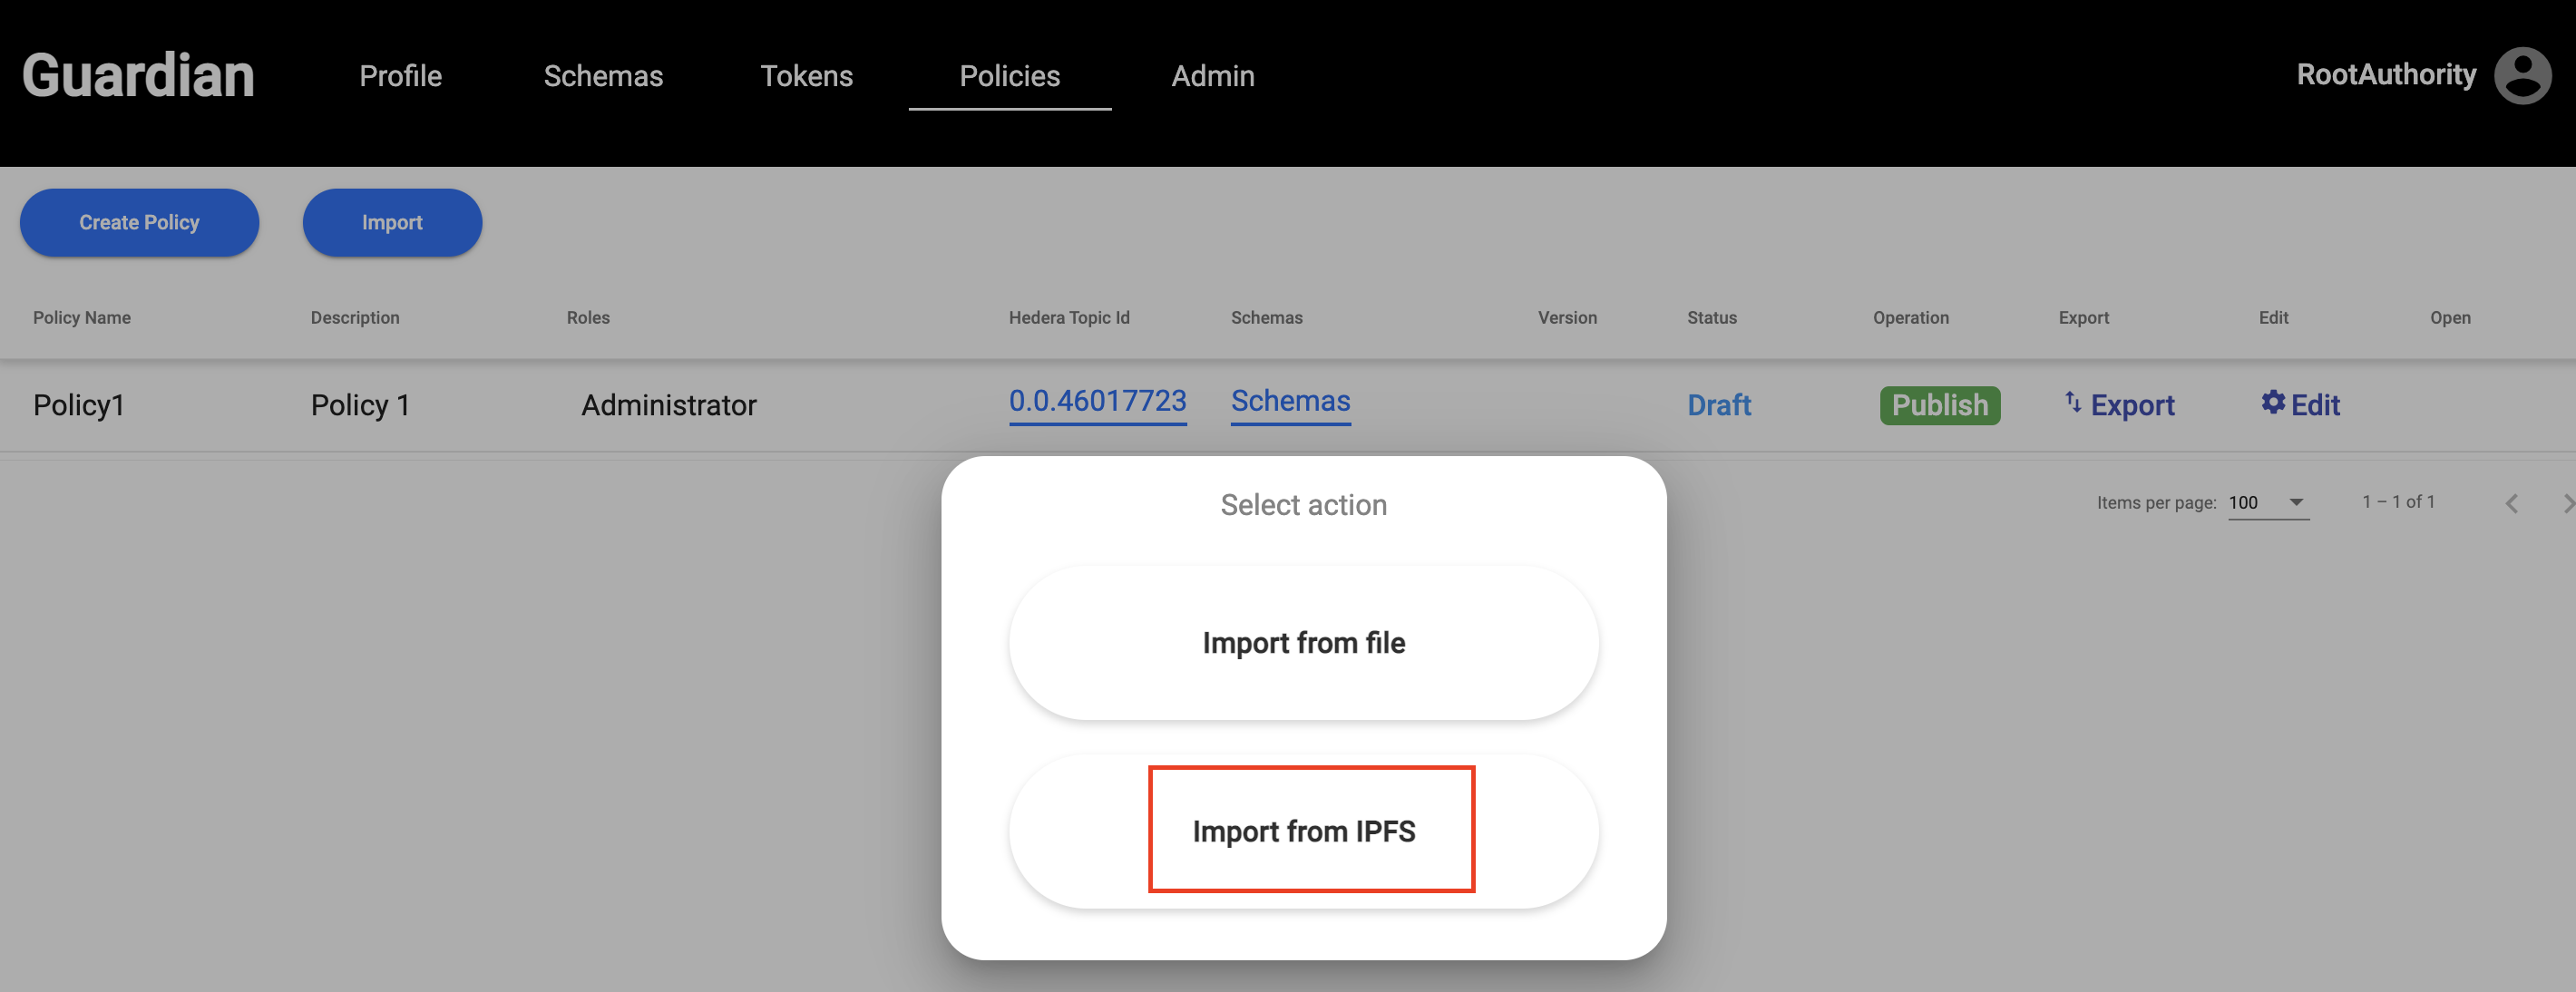 Guardian Profile Schemas Tokens Policies Admin RootAuthority
Create Policy Import
Policy Name Description Roles Hedera Topic Id Schemas Version Status Operation Export Edit Open
Policy1 Policy 1 Administrator 0.0.46017723 Schemas Draft Publish Export Edit
Items per page: 100 1 – 1 of 1
Select action
Import from file
Import from IPFS